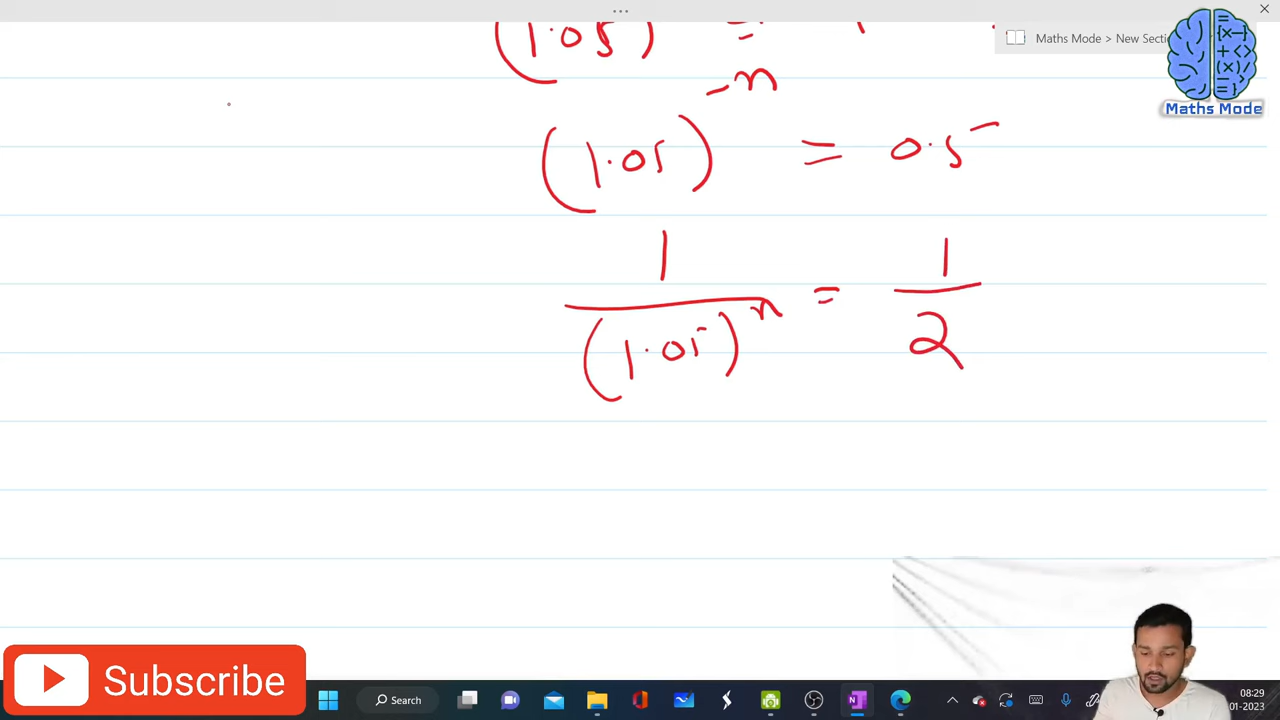 Maths Mode > New Secti
Maths Mode
(1.05)
(1.05)^-n = 0.5
1/(1.05)^n = 1/2
Subscribe
Search
08:29
01-2023